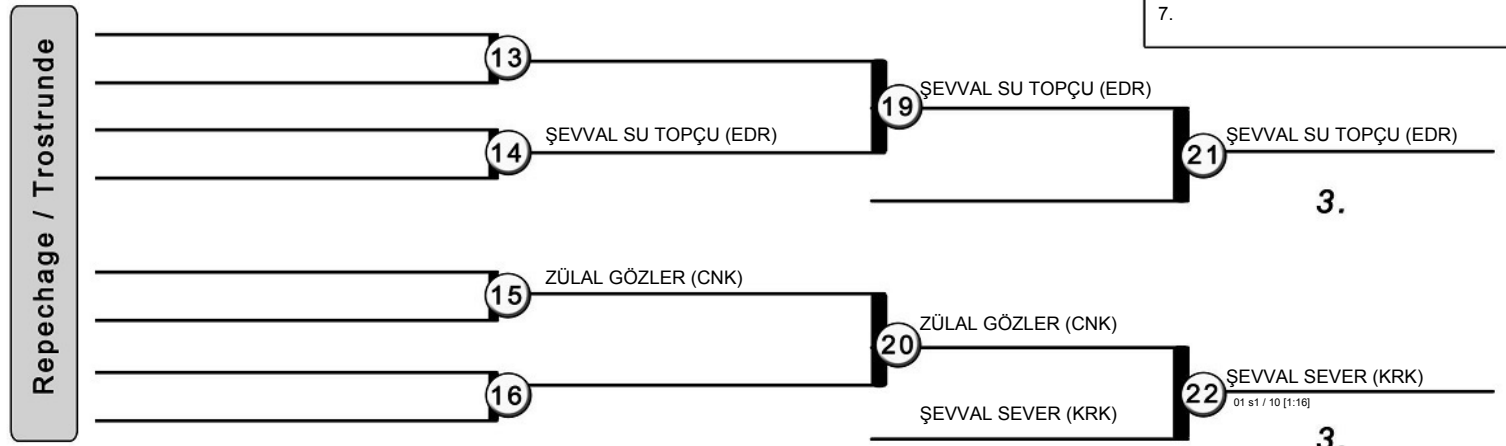 7.
Repechage / Trostrunde
13
ŞEVVAL SU TOPÇU (EDR)
19
ŞEVVAL SU TOPÇU (EDR)
14
ŞEVVAL SU TOPÇU (EDR)
21
3.
ZÜLAL GÖZLER (CNK)
15
ZÜLAL GÖZLER (CNK)
20
ŞEVVAL SEVER (KRK)
22
01 s1 / 10 [1:16]
16
ŞEVVAL SEVER (KRK)
3.